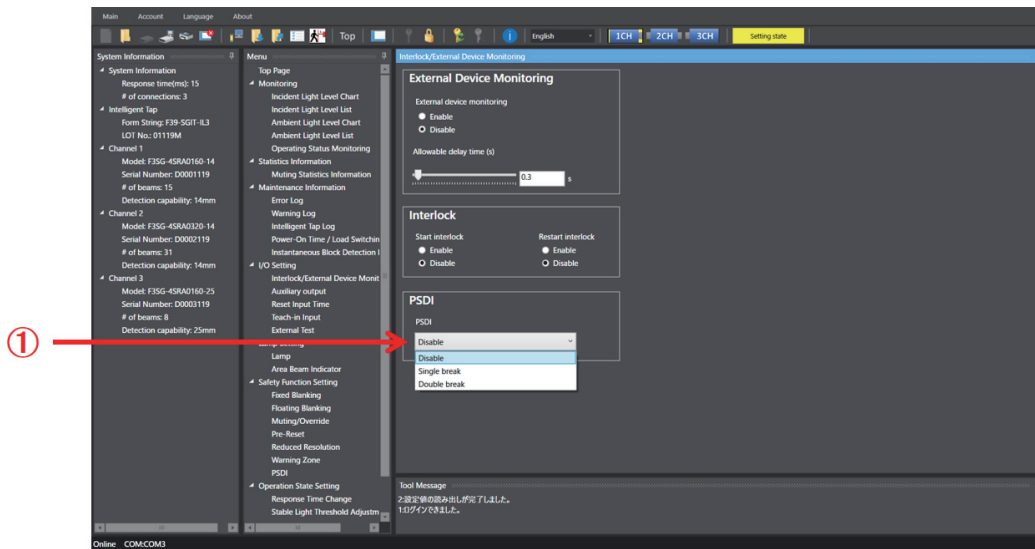 Main Account Language About
Top
English
1CH 2CH 3CH
Setting state
System Information
System Information
Response time(ms): 15
# of connections: 3
Intelligent Tap
Form String: F39-SGIT-IL3
LOT No.: 01119M
Channel 1
Model: F3SG-4SRA0160-14
Serial Number: D0001119
# of beams: 15
Detection capability: 14mm
Channel 2
Model: F3SG-4SRA0320-14
Serial Number: D0002119
# of beams: 31
Detection capability: 14mm
Channel 3
Model: F3SG-4SRA0160-25
Serial Number: D0003119
# of beams: 8
Detection capability: 25mm
Menu
Top Page
Monitoring
Incident Light Level Chart
Incident Light Level List
Ambient Light Level Chart
Ambient Light Level List
Operating Status Monitoring
Statistics Information
Muting Statistics Information
Maintenance Information
Error Log
Warning Log
Intelligent Tap Log
Power-On Time / Load Switchin
Instantaneous Block Detection I
I/O Setting
Interlock/External Device Monit
Auxiliary output
Reset Input Time
Teach-in Input
External Test
Lamp Setting
Lamp
Area Beam Indicator
Safety Function Setting
Fixed Blanking
Floating Blanking
Muting/Override
Pre-Reset
Reduced Resolution
Warning Zone
PSDI
Operation State Setting
Response Time Change
Stable Light Threshold Adjustm
Interlock/External Device Monitoring
External Device Monitoring
External device monitoring
Enable
Disable
Allowable delay time (s)
0.3 s
Interlock
Start interlock Restart interlock
Enable Enable
Disable Disable
PSDI
PSDI
①
Disable
Disable
Single break
Double break
Tool Message
2:設定値の読み出しが完了しました。
1:ログインできました。
Online COM:COM3